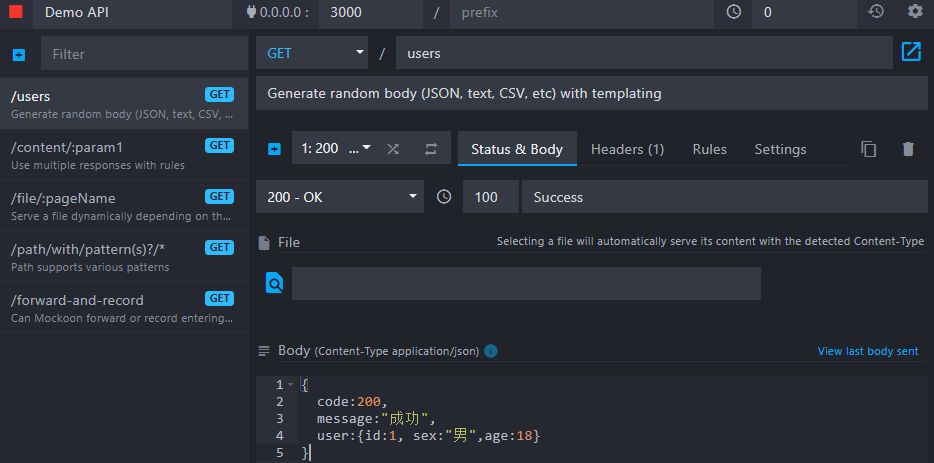 Demo API 0.0.0.0 : 3000 / prefix 0
Filter
GET / users
/users GET
Generate random body (JSON, text, CSV, ...
Generate random body (JSON, text, CSV, etc) with templating
/content/:param1 GET
Use multiple responses with rules
1: 200 ... Status & Body Headers (1) Rules Settings
/file/:pageName GET
Serve a file dynamically depending on th...
200 - OK 100 Success
/path/with/pattern(s)?/* GET
Path supports various patterns
File Selecting a file will automatically serve its content with the detected Content-Type
/forward-and-record GET
Can Mockoon forward or record entering...
Body (Content-Type application/json) View last body sent
1 {
2 code:200,
3 message:"成功",
4 user:{id:1, sex:"男",age:18}
5 }